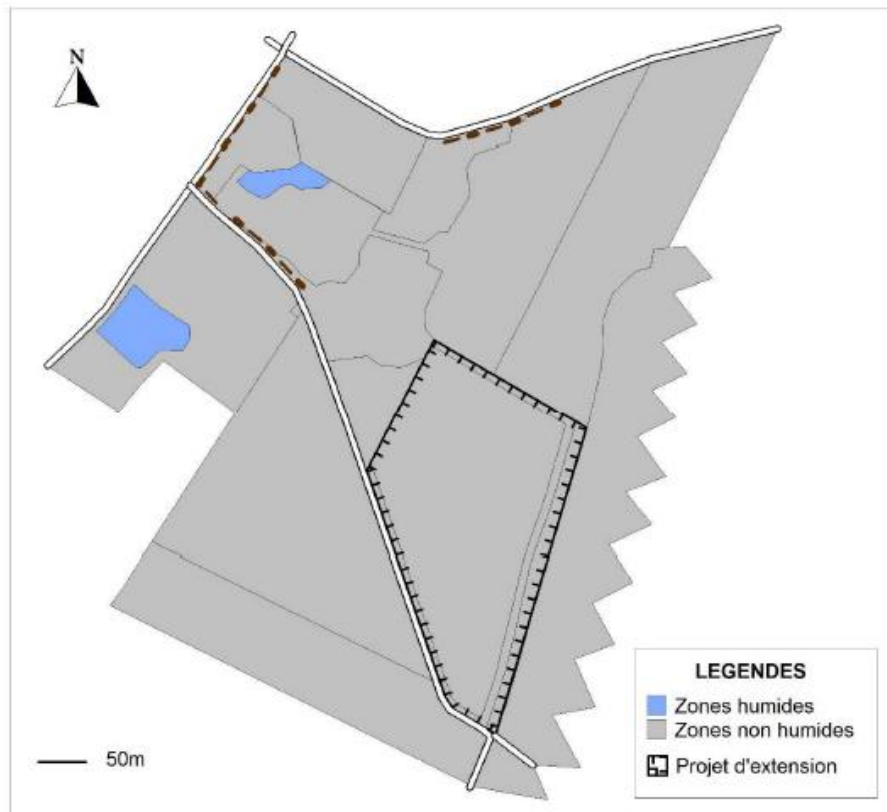 N
LEGENDES
Zones humides
Zones non humides
Projet d'extension
50m